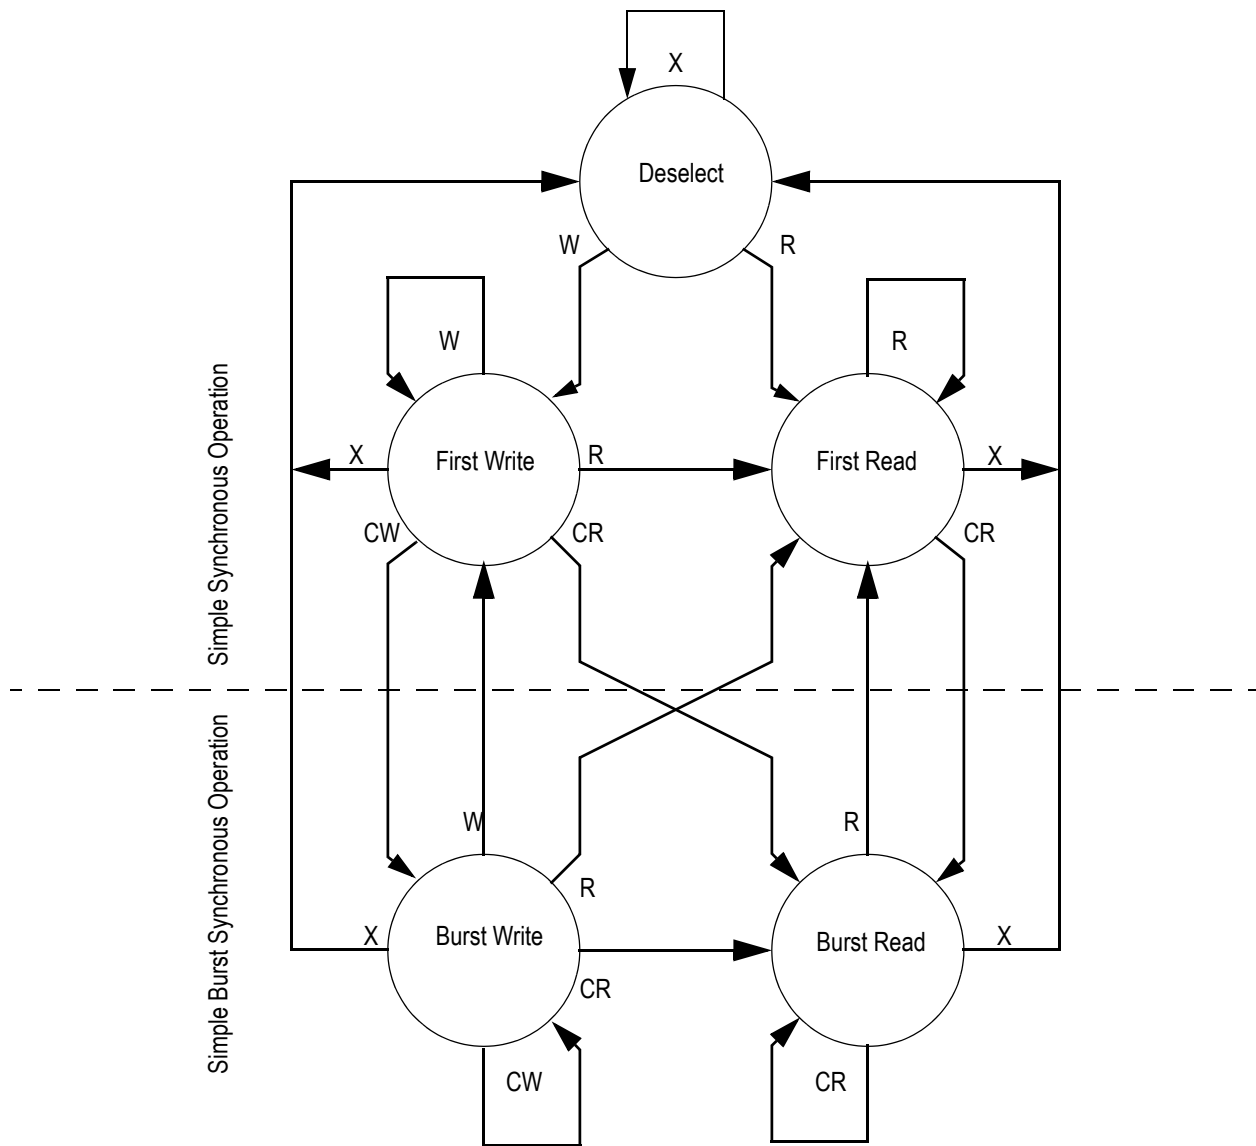 X
Deselect
W
R
W
R
Simple Synchronous Operation
X
First Write
R
First Read
X
CW
CR
CR
Simple Burst Synchronous Operation
W
R
R
X
Burst Write
Burst Read
X
CR
CW
CR